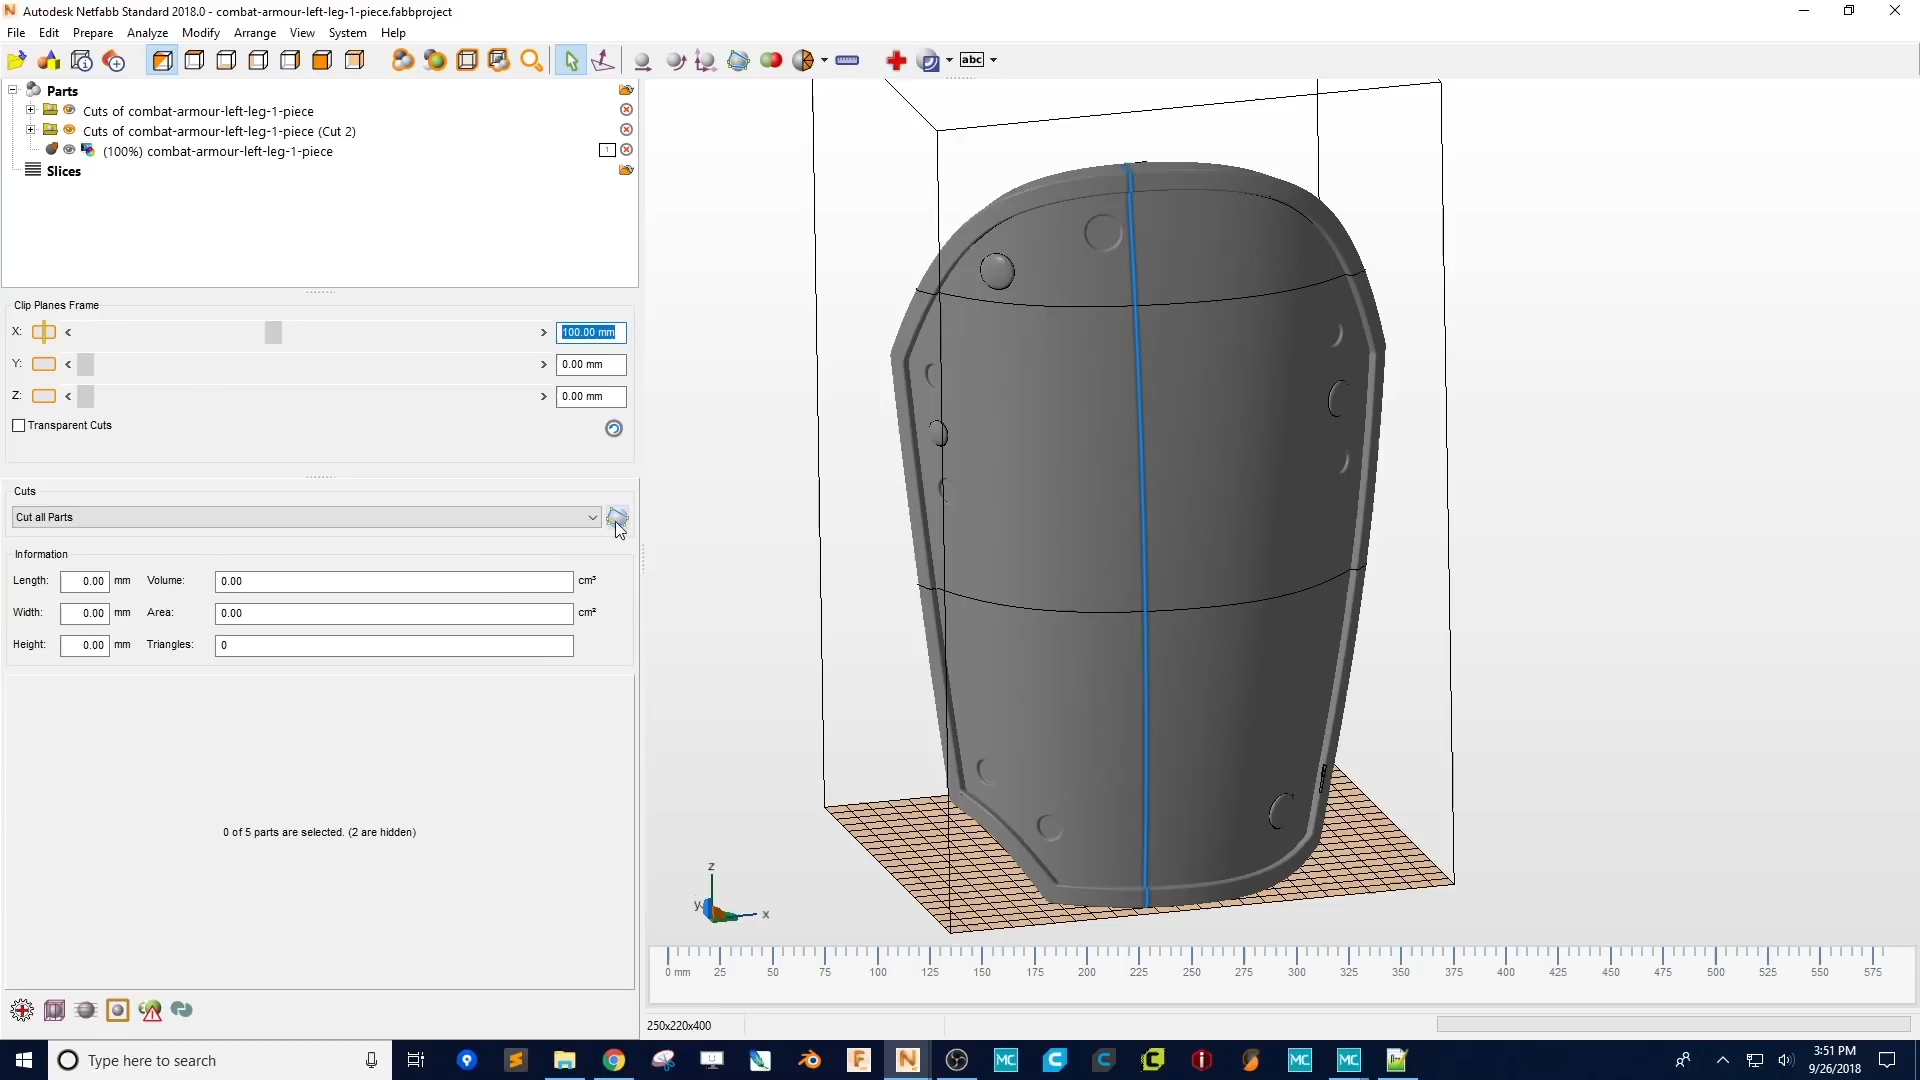 Autodesk Netfabb Standard 2018.0 - combat-armour-left-leg-1-piece.fabbproject
File Edit Prepare Analyze Modify Arrange View System Help
abc
Parts
Cuts of combat-armour-left-leg-1-piece
Cuts of combat-armour-left-leg-1-piece (Cut 2)
(100%) combat-armour-left-leg-1-piece
1
Slices
Clip Planes Frame
X: 100.00 mm
Y: 0.00 mm
Z: 0.00 mm
Transparent Cuts
Cuts
Cut all Parts
Information
Length: 0.00 mm Volume: 0.00 cm³
Width: 0.00 mm Area: 0.00 cm²
Height: 0.00 mm Triangles: 0
0 of 5 parts are selected. (2 are hidden)
z
y
x
0 mm 25 50 75 100 125 150 175 200 225 250 275 300 325 350 375 400 425 450 475 500 525 550 575
250x220x400
Type here to search
F N MC C C C i S MC MC
3:51 PM
9/26/2018